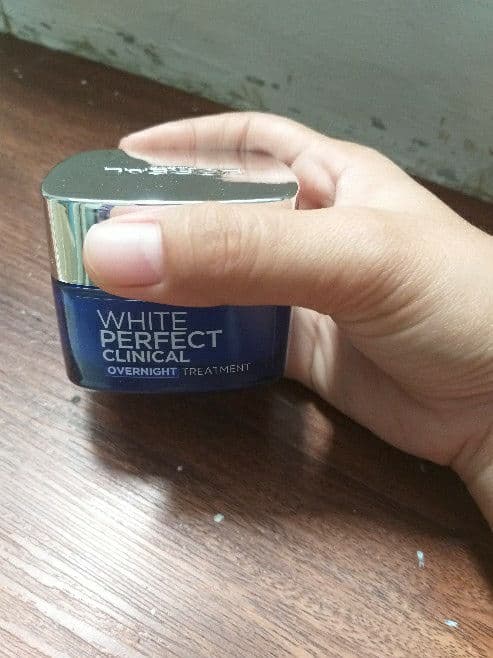 WHITE
PERFECT
CLINICAL
OVERNIGHT TREATMENT